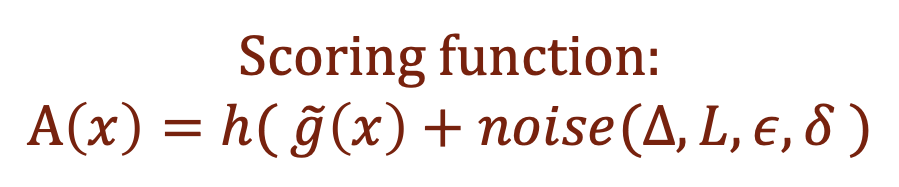 Scoring function:
A(x) = h( g̃(x) + noise(Δ, L, ϵ, δ )